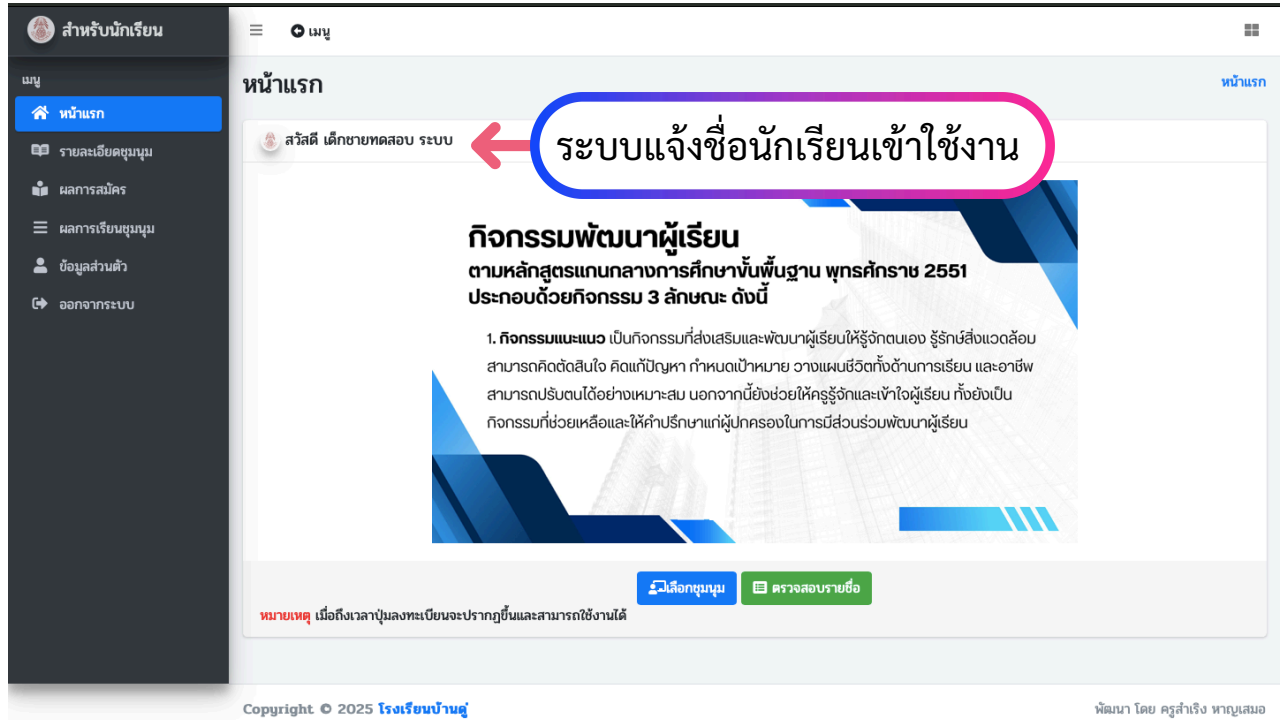 สำหรับนักเรียน
เมนู
เมนู
หน้าแรก
รายละเอียดชุมนุม
ผลการสมัคร
ผลการเรียนชุมนุม
ข้อมูลส่วนตัว
ออกจากระบบ
หน้าแรก
หน้าแรก
สวัสดี เด็กชายทดสอบ ระบบ
ระบบแจ้งชื่อนักเรียนเข้าใช้งาน
กิจกรรมพัฒนาผู้เรียน
ตามหลักสูตรแกนกลางการศึกษาขั้นพื้นฐาน พุทธศักราช 2551
ประกอบด้วยกิจกรรม 3 ลักษณะ ดังนี้
1. กิจกรรมแนะแนว เป็นกิจกรรมที่ส่งเสริมและพัฒนาผู้เรียนให้รู้จักตนเอง รู้รักษ์สิ่งแวดล้อม
สามารถคิดตัดสินใจ คิดแก้ปัญหา กำหนดเป้าหมาย วางแผนชีวิตทั้งด้านการเรียน และอาชีพ
สามารถปรับตนได้อย่างเหมาะสม นอกจากนี้ยังช่วยให้ครูรู้จักและเข้าใจผู้เรียน ทั้งยังเป็น
กิจกรรมที่ช่วยเหลือและให้คำปรึกษาแก่ผู้ปกครองในการมีส่วนร่วมพัฒนาผู้เรียน
เลือกชุมนุม
ตรวจสอบรายชื่อ
หมายเหตุ เมื่อถึงเวลาปุ่มลงทะเบียนจะปรากฏขึ้นและสามารถใช้งานได้
Copyright © 2025 โรงเรียนบ้านดู่
พัฒนา โดย ครูสำเริง หาญเสมอ